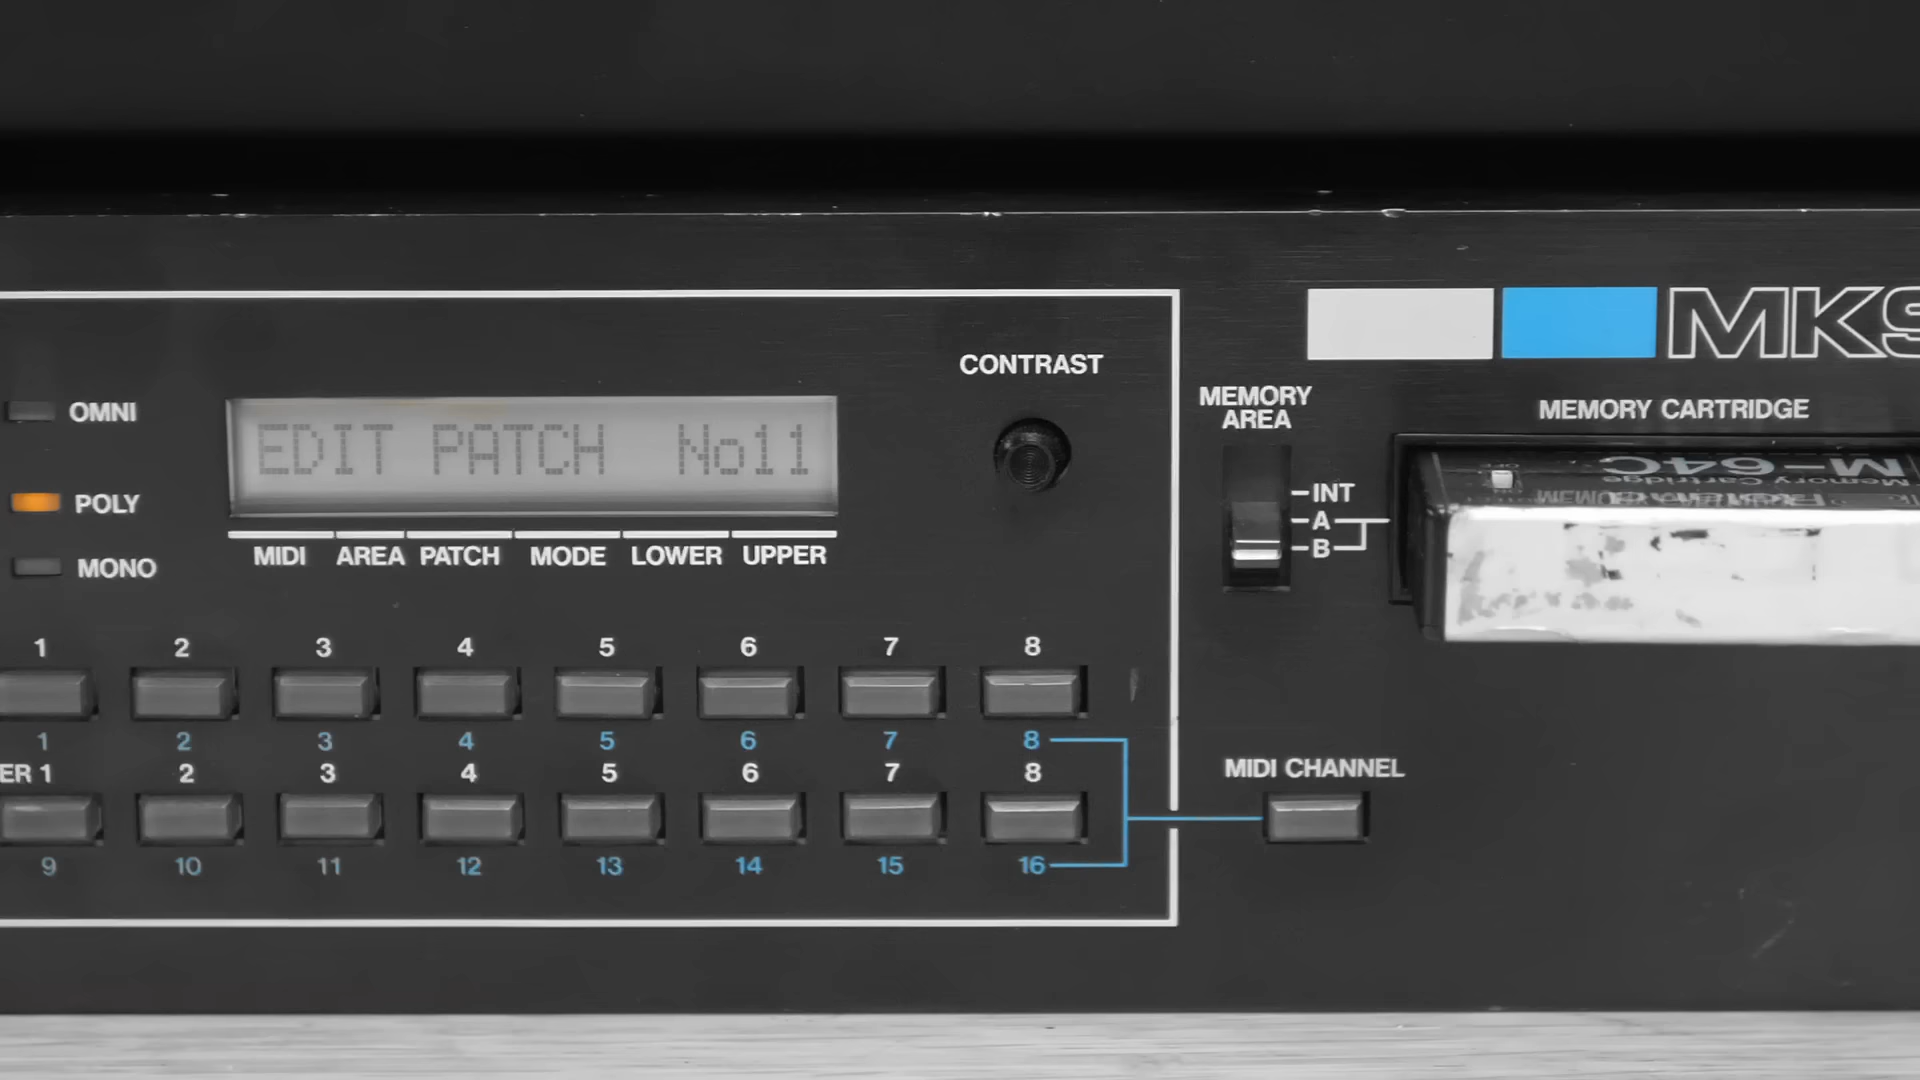 MKS
CONTRAST
MEMORY
AREA
MEMORY CARTRIDGE
OMNI
EDIT PATCH No11
M-64C
Memory Cartridge
INT
POLY
A
B
MIDI AREA PATCH MODE LOWER UPPER
MONO
1 2 3 4 5 6 7 8
1 2 3 4 5 6 7 8
ER 1 2 3 4 5 6 7 8
MIDI CHANNEL
9 10 11 12 13 14 15 16